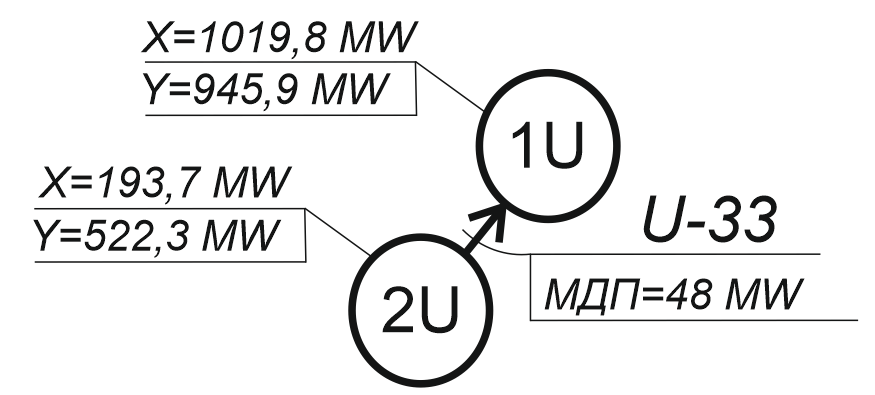 X=1019,8 MW
Y=945,9 MW
1U
X=193,7 MW
Y=522,3 MW
U-33
МДП=48 MW
2U